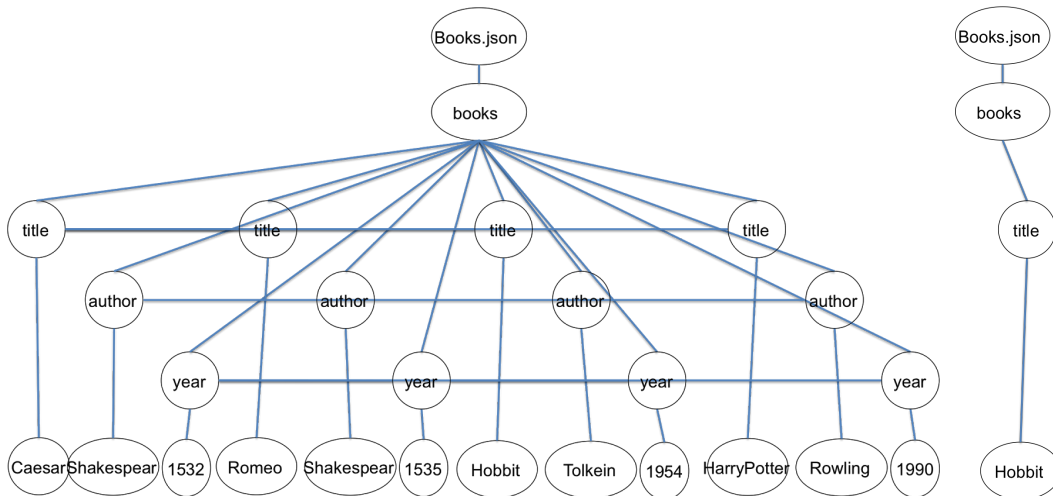 Books.json
Books.json
books
books
title
title
title
title
title
author
author
author
author
year
year
year
year
Caesar
Shakespear
1532
Romeo
Shakespear
1535
Hobbit
Tolkein
1954
HarryPotter
Rowling
1990
Hobbit